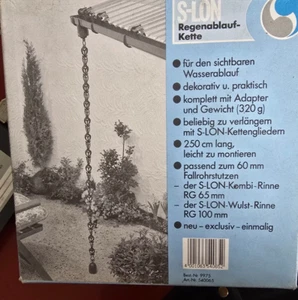 S-LON
Regenablauf-
Kette
● für den sichtbaren
Wasserablauf
● dekorativ u. praktisch
● komplett mit Adapter
und Gewicht (320 g)
● beliebig zu verlängern
mit S-LON-Kettengliedern
● 250 cm lang,
leicht zu montieren
● passend zum 60 mm
Fallrohrstutzen
– der S-LON-Kombi-Rinne
RG 65 mm
– der S-LON-Wulst-Rinne
RG 100 mm
● neu – exclusiv – einmalig